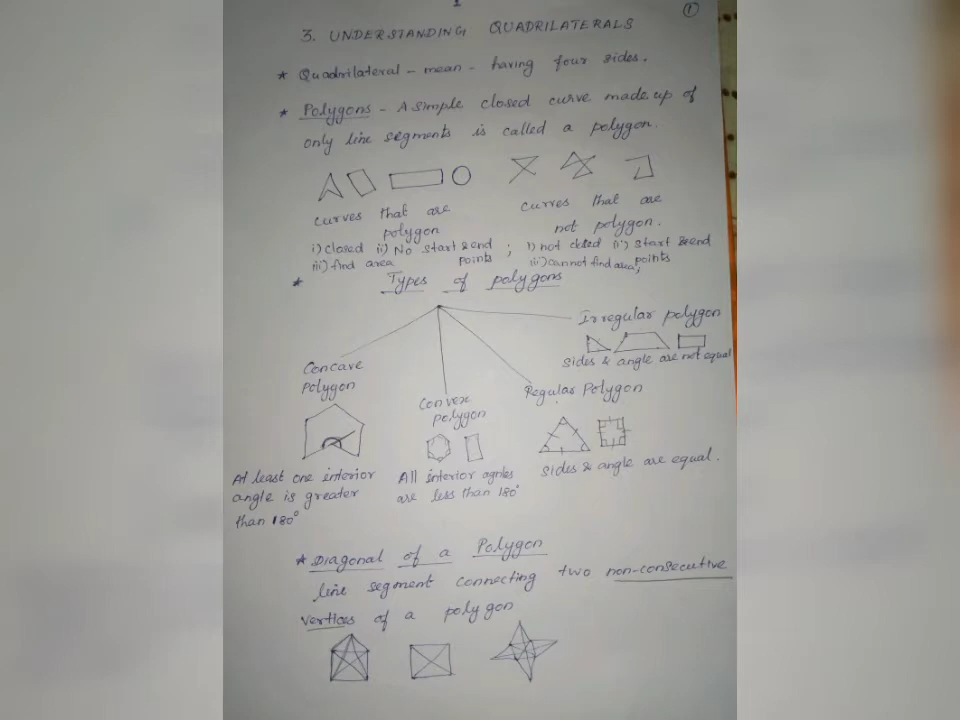 1
3. UNDERSTANDING QUADRILATERALS
* Quadrilateral - mean - having four sides.
* Polygons - A simple closed curve made up of
only line segments is called a polygon.
curves that are
polygon
i) closed ii) No start & end
points ;
iii) find area
curves that are
not polygon.
i) not closed (ii) start & end
points
iii) cannot find area;
* Types of polygons
Irregular polygon
sides & angle are not equal
Concave
polygon
At least one interior
angle is greater
than 180°
Convex
polygon
All interior agnles
are less than 180°
Regular Polygon
sides & angle are equal.
* Diagonal of a Polygon
line segment connecting two non-consecutive
vertices of a polygon